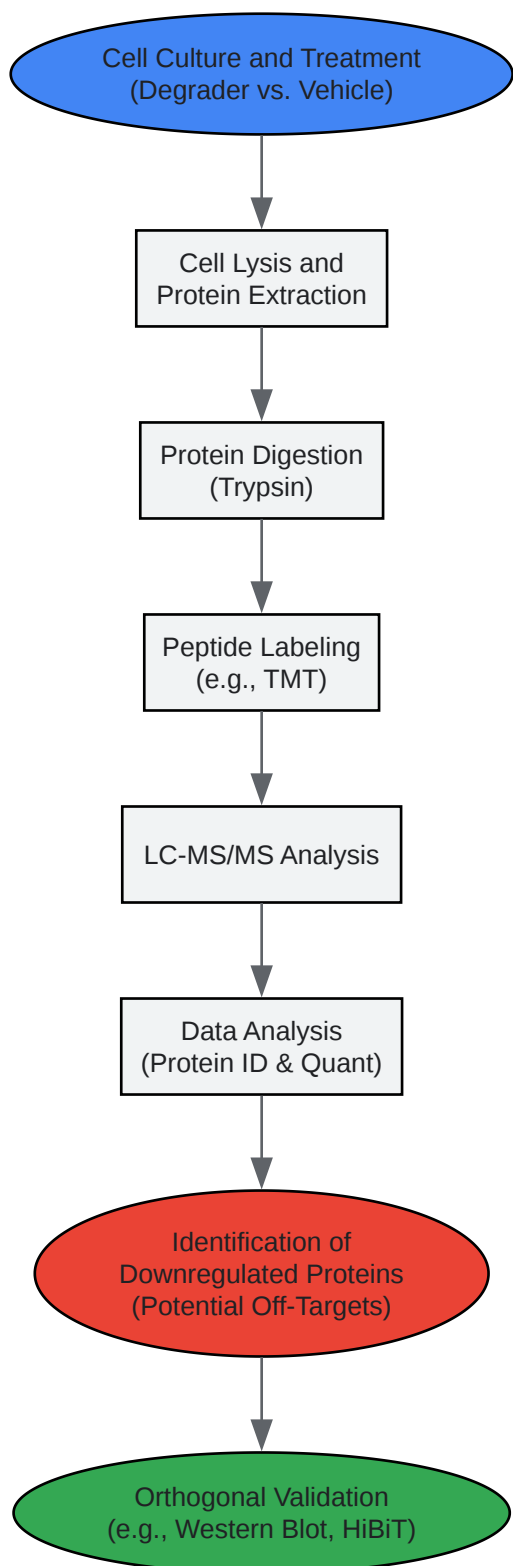 Cell Culture and Treatment
(Degrader vs. Vehicle)
Cell Lysis and
Protein Extraction
Protein Digestion
(Trypsin)
Peptide Labeling
(e.g., TMT)
LC-MS/MS Analysis
Data Analysis
(Protein ID & Quant)
Identification of
Downregulated Proteins
(Potential Off-Targets)
Orthogonal Validation
(e.g., Western Blot, HiBiT)